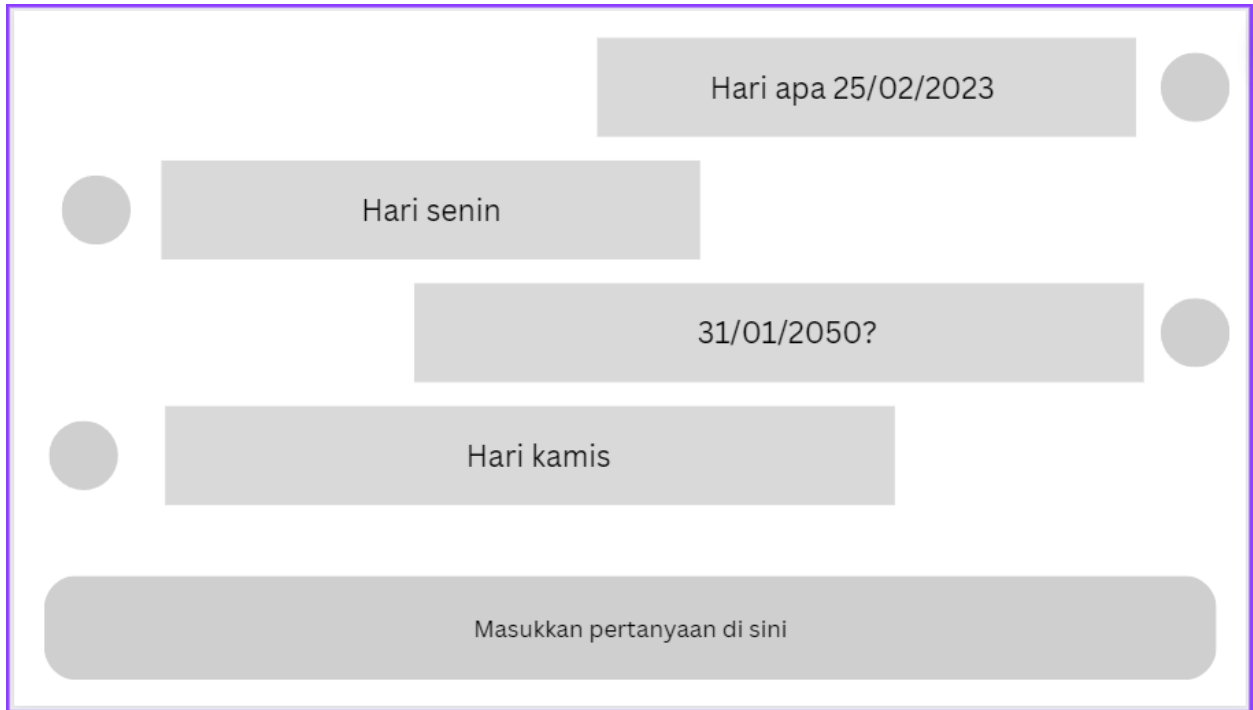 Hari apa 25/02/2023
Hari senin
31/01/2050?
Hari kamis
Masukkan pertanyaan di sini